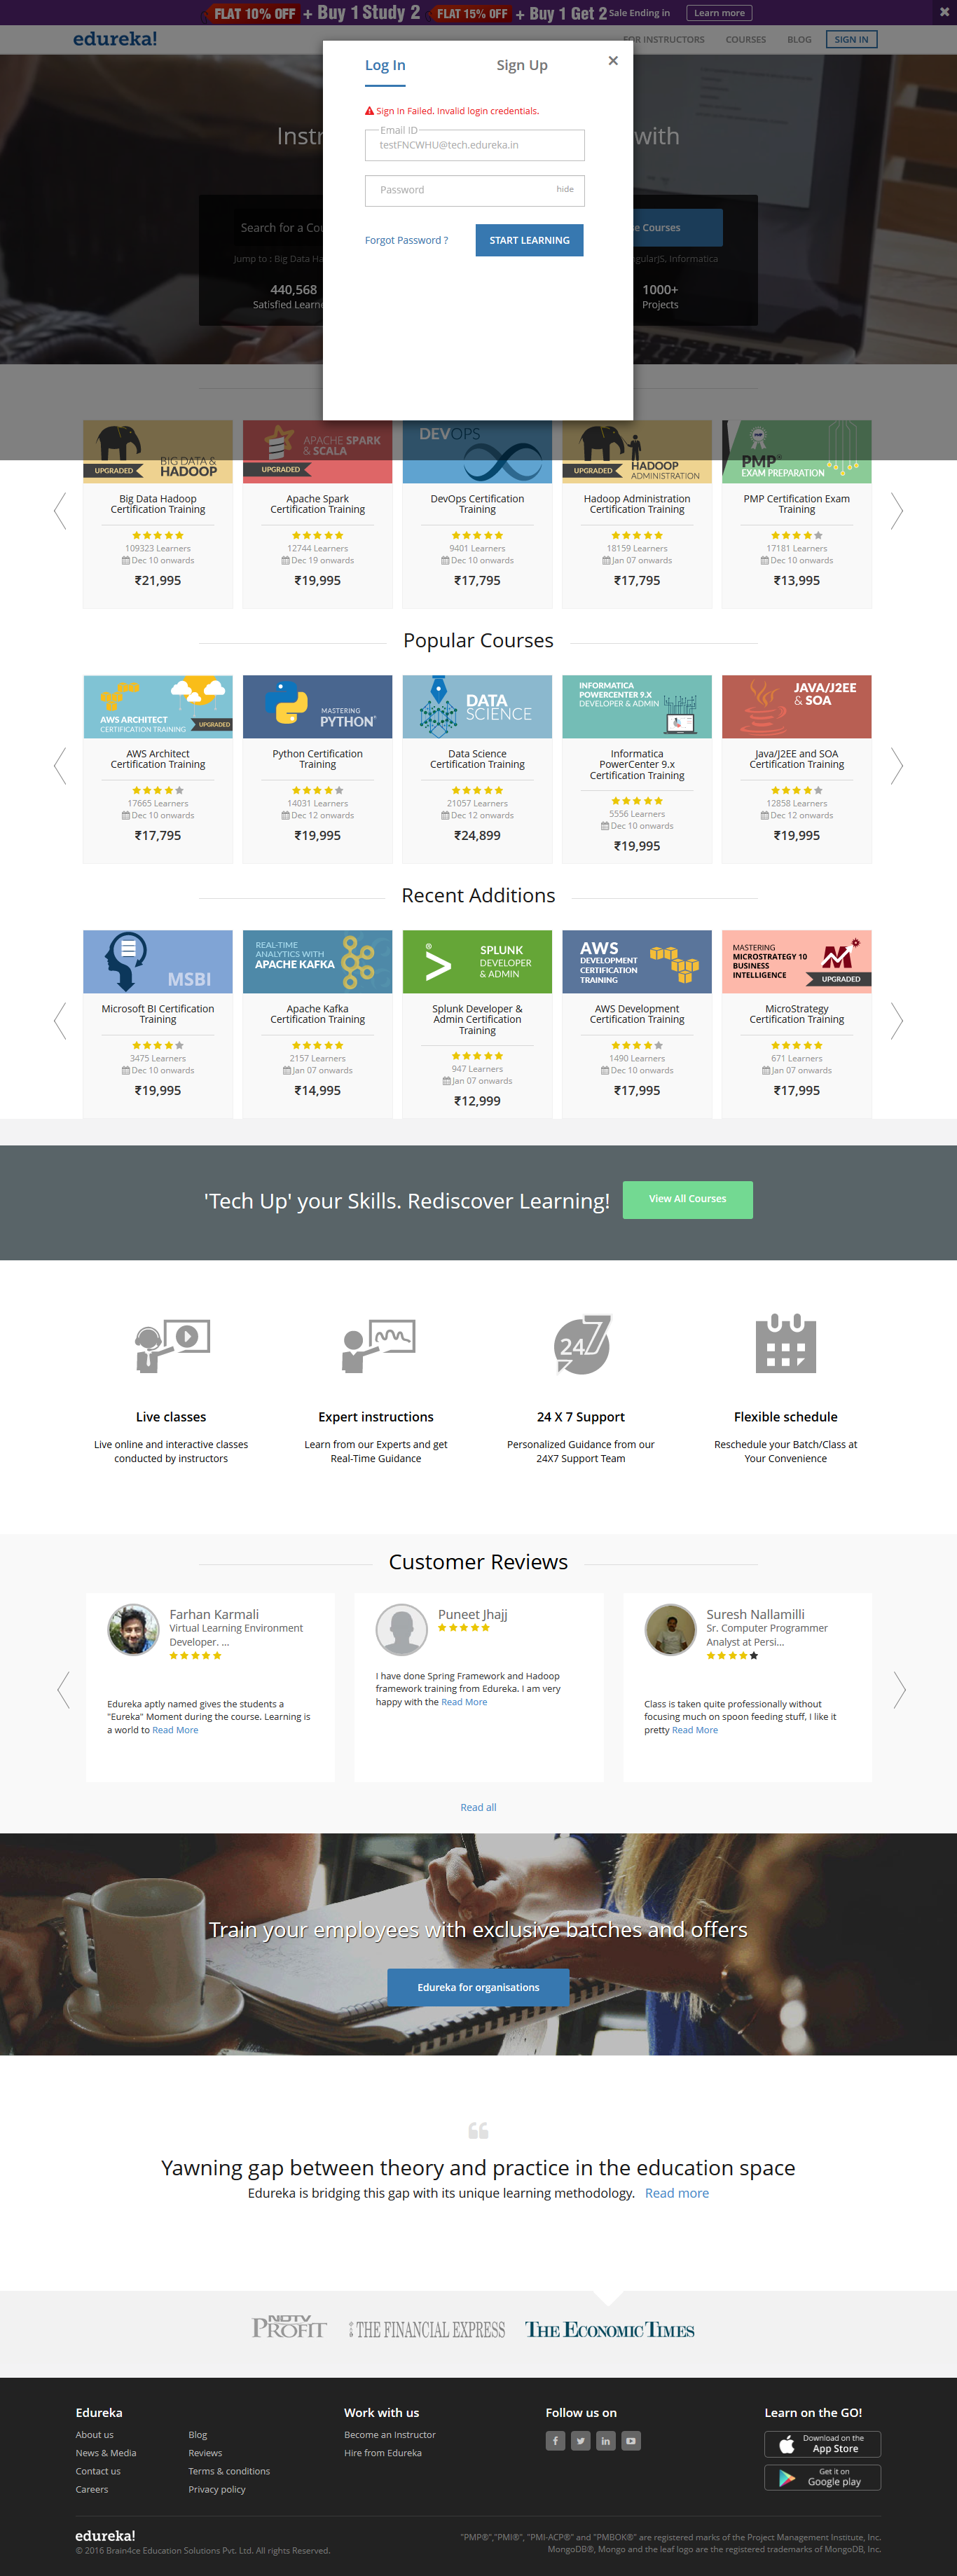 FLAT 10% OFF + Buy 1 Study 2 FLAT 15% OFF + Buy 1 Get 2 Sale Ending in Learn more
edureka!
FOR INSTRUCTORS COURSES BLOG SIGN IN
Log In Sign Up
Sign In Failed. Invalid login credentials.
Email ID
testFNCWHU@tech.edureka.in
Password hide
Forgot Password ? START LEARNING
Instr with
Search for a Cou e Courses
Jump to : Big Data Ha gularJS, Informatica
440,568 1000+
Satisfied Learne Projects
BIG DATA &
HADOOP
UPGRADED
APACHE SPARK
& SCALA
UPGRADED
DEVOPS
HADOOP
ADMINISTRATION
UPGRADED
PMP®
EXAM PREPARATION
Big Data Hadoop
Certification Training
109323 Learners
Dec 10 onwards
₹21,995
Apache Spark
Certification Training
12744 Learners
Dec 19 onwards
₹19,995
DevOps Certification
Training
9401 Learners
Dec 10 onwards
₹17,795
Hadoop Administration
Certification Training
18159 Learners
Jan 07 onwards
₹17,795
PMP Certification Exam
Training
17181 Learners
Dec 10 onwards
₹13,995
Popular Courses
AWS ARCHITECT
CERTIFICATION TRAINING
UPGRADED
MASTERING
PYTHON
DATA
SCIENCE
INFORMATICA
POWERCENTER 9.X
DEVELOPER & ADMIN
JAVA/J2EE
& SOA
AWS Architect
Certification Training
17665 Learners
Dec 10 onwards
₹17,795
Python Certification
Training
14031 Learners
Dec 12 onwards
₹19,995
Data Science
Certification Training
21057 Learners
Dec 12 onwards
₹24,899
Informatica
PowerCenter 9.x
Certification Training
5556 Learners
Dec 10 onwards
₹19,995
Java/J2EE and SOA
Certification Training
12858 Learners
Dec 12 onwards
₹19,995
Recent Additions
MSBI
REAL-TIME
ANALYTICS WITH
APACHE KAFKA
SPLUNK
DEVELOPER
& ADMIN
AWS
DEVELOPMENT
CERTIFICATION
TRAINING
MASTERING
MICROSTRATEGY 10
BUSINESS
INTELLIGENCE
UPGRADED
Microsoft BI Certification
Training
3475 Learners
Dec 10 onwards
₹19,995
Apache Kafka
Certification Training
2157 Learners
Jan 07 onwards
₹14,995
Splunk Developer &
Admin Certification
Training
947 Learners
Jan 07 onwards
₹12,999
AWS Development
Certification Training
1490 Learners
Dec 10 onwards
₹17,995
MicroStrategy
Certification Training
671 Learners
Jan 07 onwards
₹17,995
'Tech Up' your Skills. Rediscover Learning! View All Courses
24/7
Live classes
Live online and interactive classes
conducted by instructors
Expert instructions
Learn from our Experts and get
Real-Time Guidance
24 X 7 Support
Personalized Guidance from our
24X7 Support Team
Flexible schedule
Reschedule your Batch/Class at
Your Convenience
Customer Reviews
Farhan Karmali
Virtual Learning Environment
Developer. ...
Edureka aptly named gives the students a
"Eureka" Moment during the course. Learning is
a world to Read More
Puneet Jhajj
I have done Spring Framework and Hadoop
framework training from Edureka. I am very
happy with the Read More
Suresh Nallamilli
Sr. Computer Programmer
Analyst at Persi...
Class is taken quite professionally without
focusing much on spoon feeding stuff, I like it
pretty Read More
Read all
Train your employees with exclusive batches and offers
Edureka for organisations
Yawning gap between theory and practice in the education space
Edureka is bridging this gap with its unique learning methodology. Read more
NDTV
PROFIT
THE FINANCIAL EXPRESS
THE ECONOMIC TIMES
Edureka
About us Blog
News & Media Reviews
Contact us Terms & conditions
Careers Privacy policy
Work with us
Become an Instructor
Hire from Edureka
Follow us on
Learn on the GO!
Download on the
App Store
Get it on
Google play
edureka!
© 2016 Brain4ce Education Solutions Pvt. Ltd. All rights Reserved.
"PMP®","PMI®", "PMI-ACP®" and "PMBOK®" are registered marks of the Project Management Institute, Inc.
MongoDB®, Mongo and the leaf logo are the registered trademarks of MongoDB, Inc.